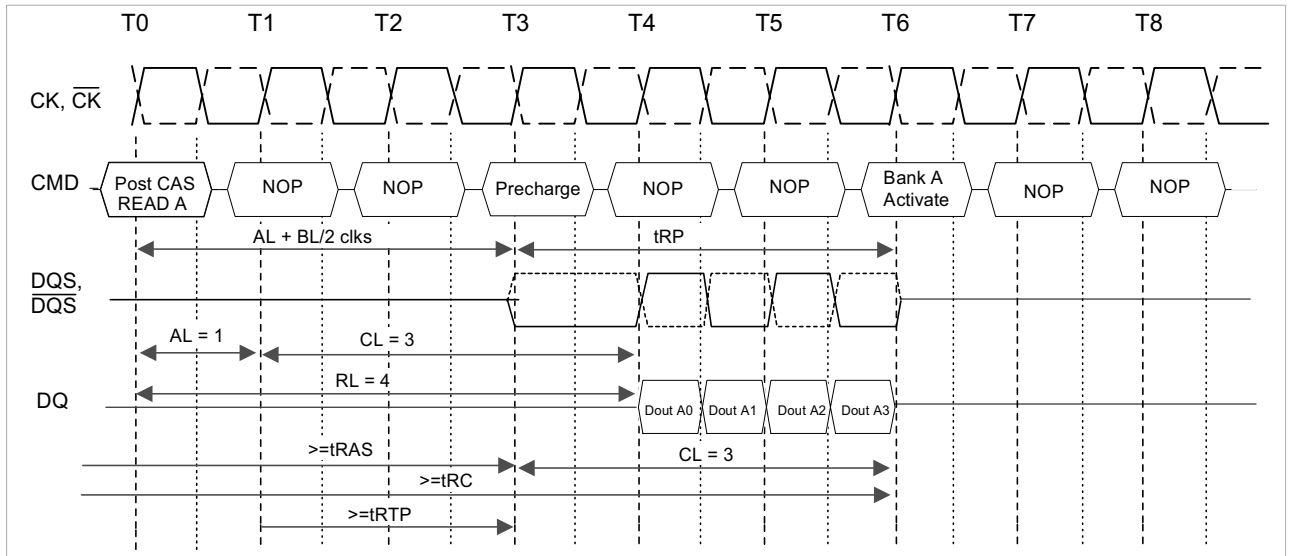 T0 T1 T2 T3 T4 T5 T6 T7 T8
CK, C̅K̅
CMD
Post CAS
READ A
NOP
NOP
Precharge
NOP
NOP
Bank A
Activate
NOP
NOP
AL + BL/2 clks
tRP
DQS,
D̅Q̅S̅
AL = 1
CL = 3
RL = 4
DQ
Dout A0
Dout A1
Dout A2
Dout A3
>=tRAS
CL = 3
>=tRC
>=tRTP